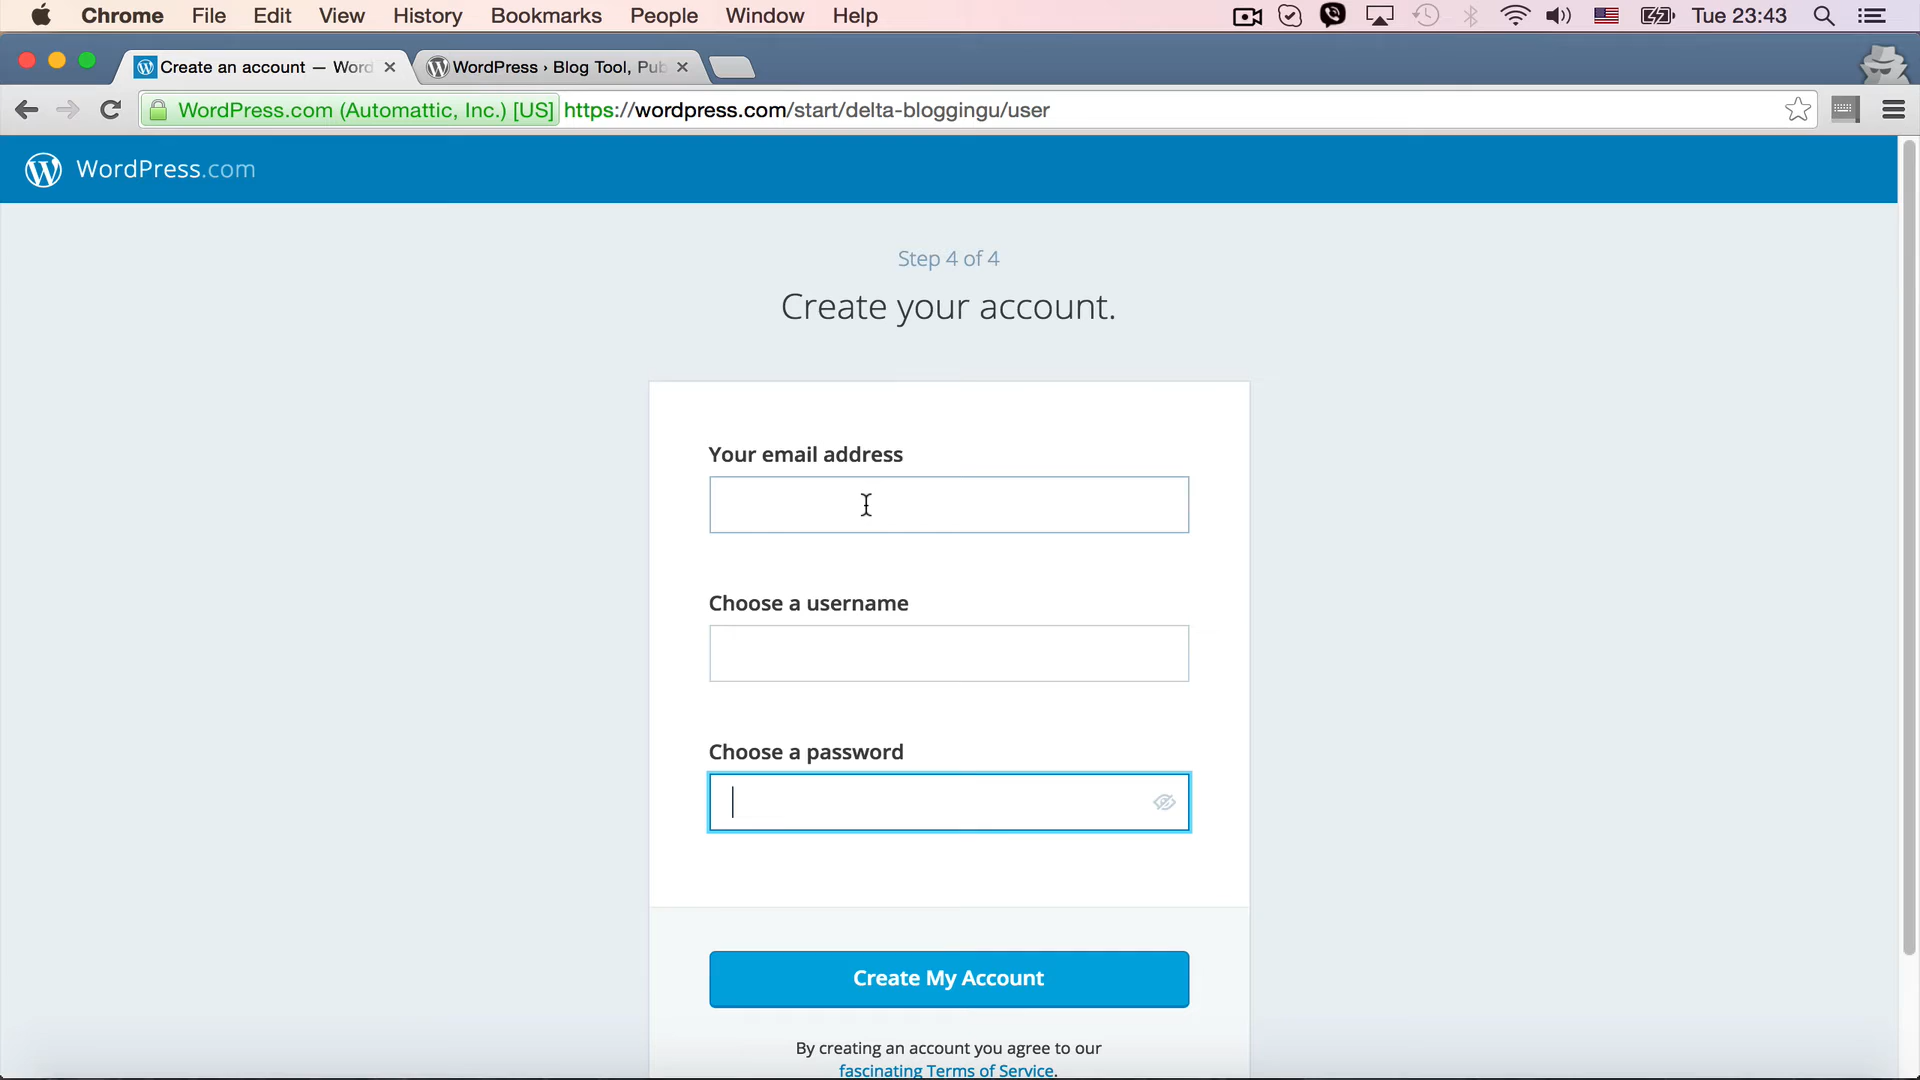 Chrome File Edit View History Bookmarks People Window Help Tue 23:43
Create an account — Word
WordPress › Blog Tool, Pub
WordPress.com (Automattic, Inc.) [US] https://wordpress.com/start/delta-bloggingu/user
WordPress.com
Step 4 of 4
Create your account.
Your email address
Choose a username
Choose a password
Create My Account
By creating an account you agree to our
fascinating Terms of Service.